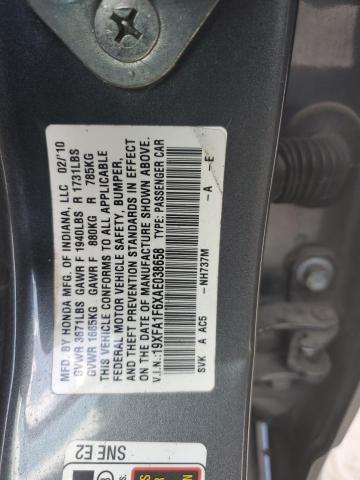 MFD. BY HONDA MFG. OF INDIANA, LLC 02/'10
GVWR 3671LBS GAWR F 1940LBS R 1731LBS
GVWR 1665KG GAWR F 880KG R 785KG
THIS VEHICLE CONFORMS TO ALL APPLICABLE
FEDERAL MOTOR VEHICLE SAFETY, BUMPER,
AND THEFT PREVENTION STANDARDS IN EFFECT
ON THE DATE OF MANUFACTURE SHOWN ABOVE.
V.I.N.:19XFA1F6XAE038658 TYPE: PASSENGER CAR
-NH737M -A -E
SVK A AC5
SNE E2